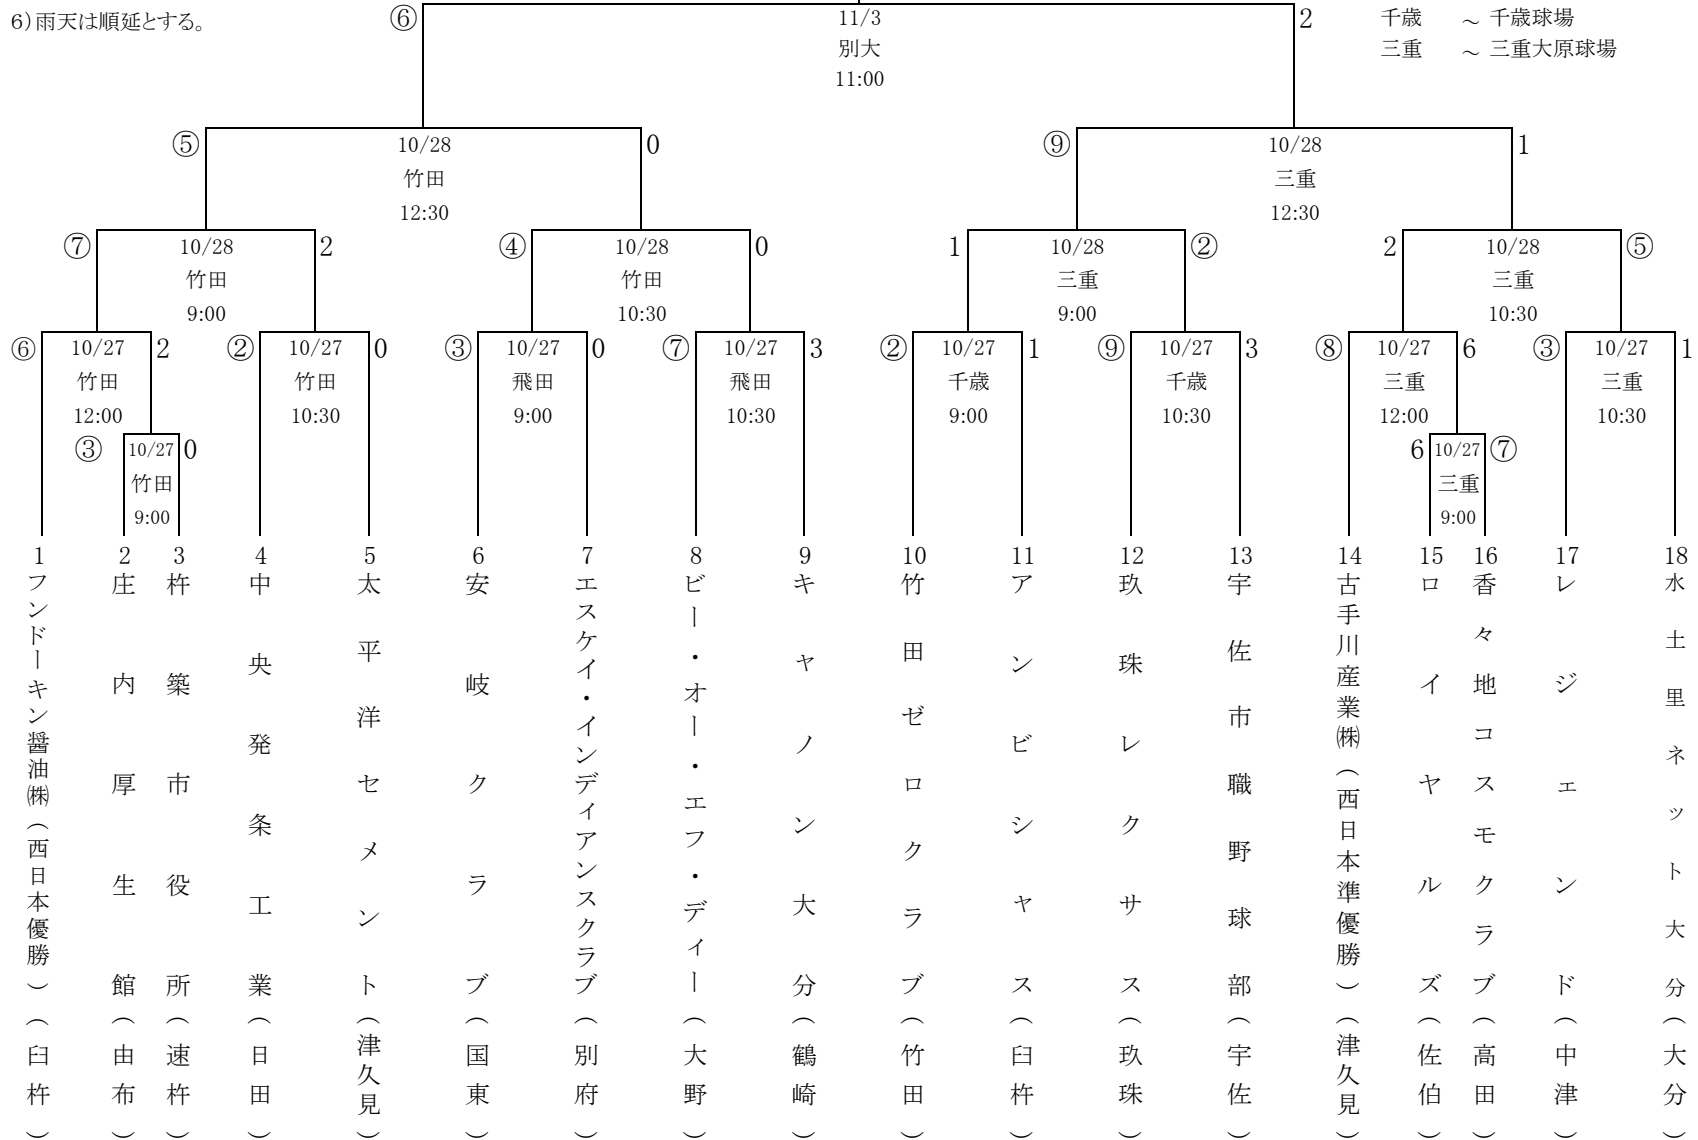 6)雨天は順延とする。
千歳 ～ 千歳球場
三重 ～ 三重大原球場
⑥ 11/3 2
別大
11:00
⑤ 10/28 0 ⑨ 10/28 1
竹田 三重
12:30 12:30
⑦ 10/28 2 ④ 10/28 0 1 10/28 ② 2 10/28 ⑤
竹田 竹田 三重 三重
9:00 10:30 9:00 10:30
⑥ 10/27 2 ② 10/27 0 ③ 10/27 0 ⑦ 10/27 3 ② 10/27 1 ⑨ 10/27 3 ⑧ 10/27 6 ③ 10/27 1
竹田 竹田 飛田 飛田 千歳 千歳 三重 三重
12:00 10:30 9:00 10:30 9:00 10:30 12:00 10:30
③ 10/27 0 6 10/27 ⑦
竹田 三重
9:00 9:00
1 2 3 4 5 6 7 8 9 10 11 12 13 14 15 16 17 18
フンドーキン醤油㈱(西日本優勝)(臼杵)
庄内厚生館(由布)
杵築市役所(速杵)
中央発条工業(日田)
太平洋セメント(津久見)
安岐クラブ(国東)
エスケイ・インディアンスクラブ(別府)
ビー・オー・エフ・ディー(大野)
キャノン大分(鶴崎)
竹田ゼロクラブ(竹田)
アンビシャス(臼杵)
玖珠レクサス(玖珠)
宇佐市職野球部(宇佐)
古手川産業㈱(西日本準優勝)(津久見)
ロイヤルズ(佐伯)
香々地コスモクラブ(高田)
レジェンド(中津)
水土里ネット大分(大分)